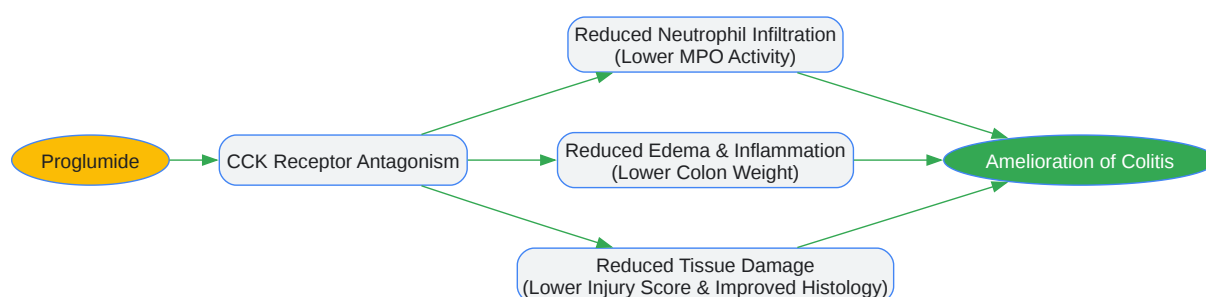 Proglumide
CCK Receptor Antagonism
Reduced Neutrophil Infiltration
(Lower MPO Activity)
Reduced Edema & Inflammation
(Lower Colon Weight)
Reduced Tissue Damage
(Lower Injury Score & Improved Histology)
Amelioration of Colitis